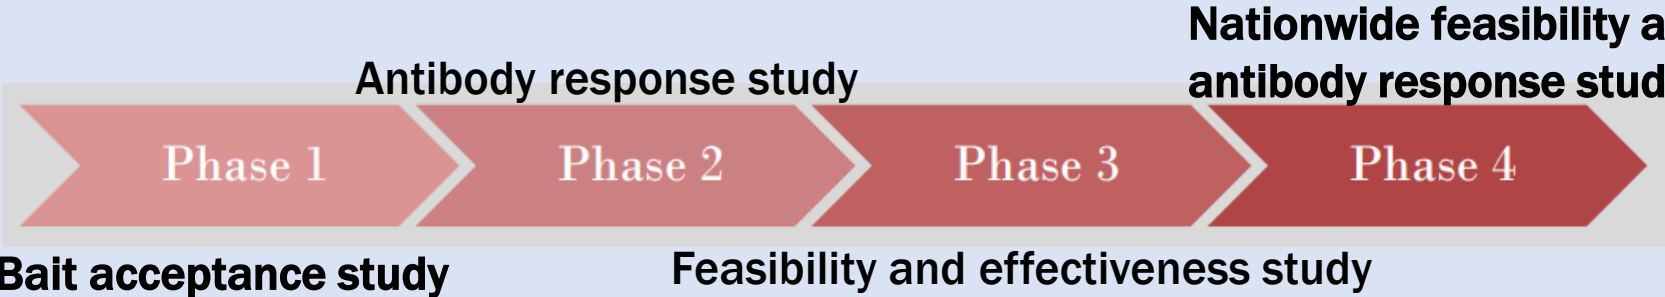 Nationwide feasibility a
Antibody response study
antibody response stud
Phase 1
Phase 2
Phase 3
Phase 4
Bait acceptance study
Feasibility and effectiveness study